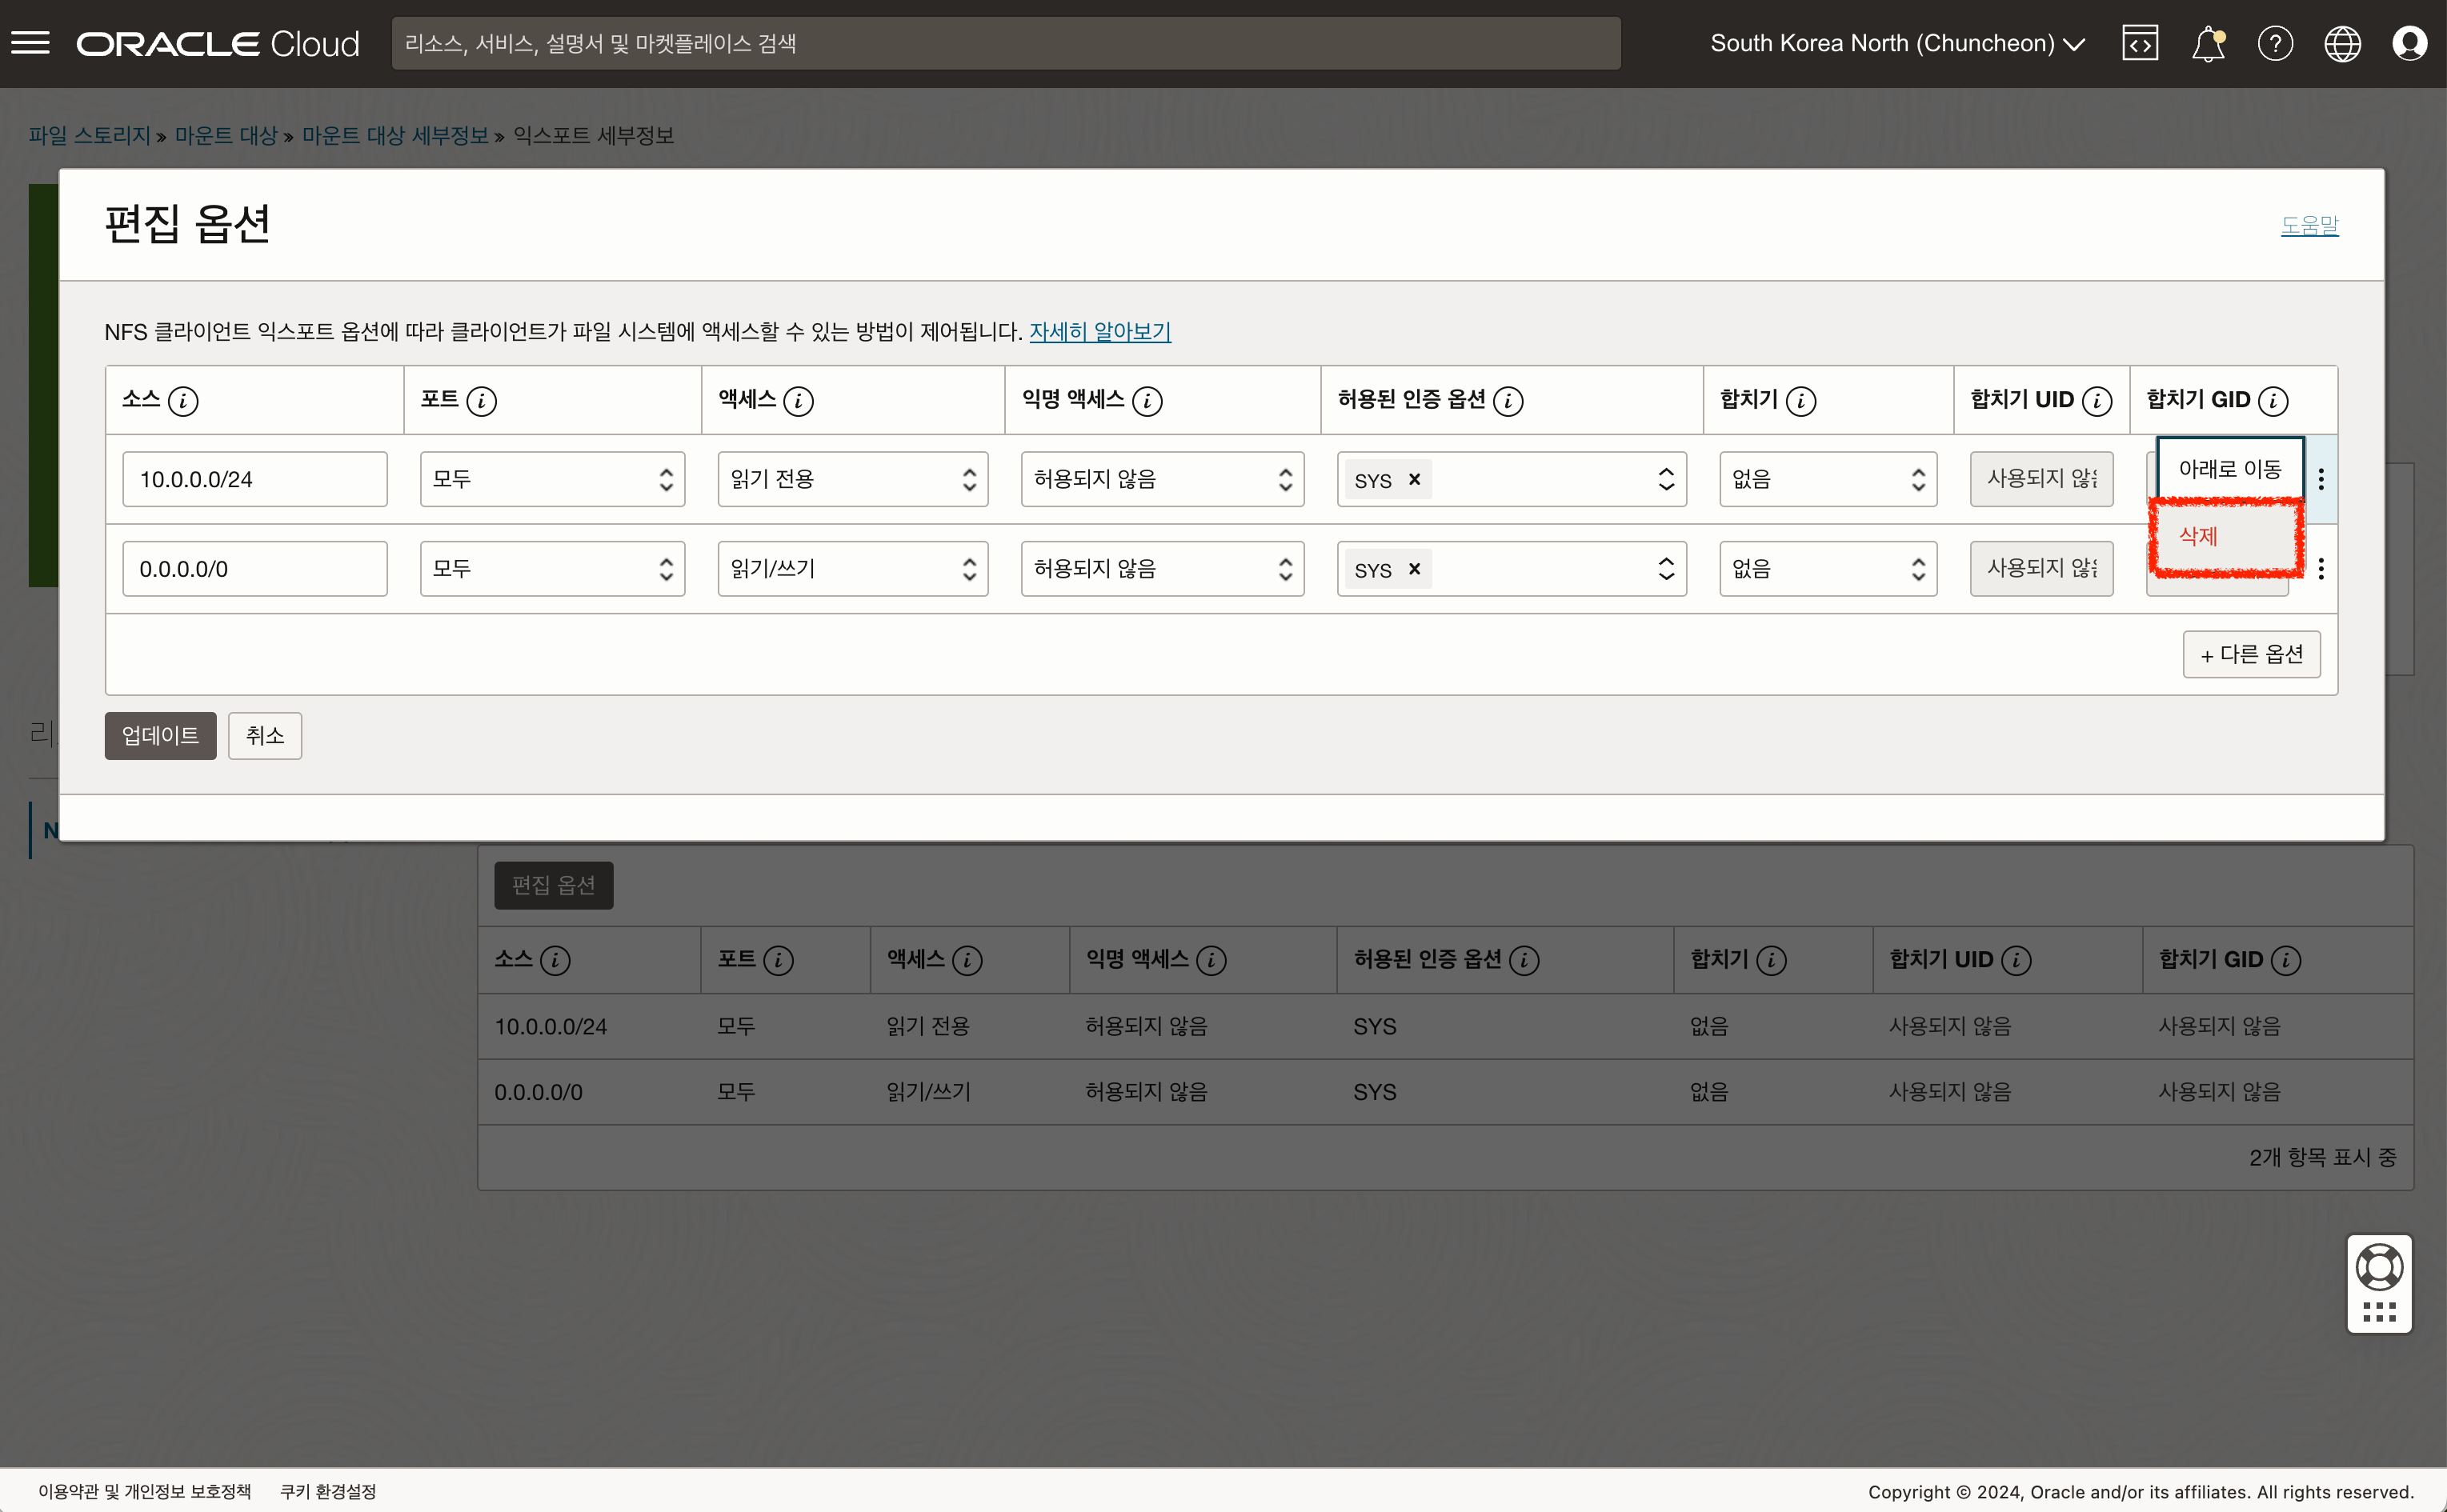 ORACLE Cloud
리소스, 서비스, 설명서 및 마켓플레이스 검색
South Korea North (Chuncheon)
파일 스토리지 » 마운트 대상 » 마운트 대상 세부정보 » 익스포트 세부정보
편집 옵션
도움말
NFS 클라이언트 익스포트 옵션에 따라 클라이언트가 파일 시스템에 액세스할 수 있는 방법이 제어됩니다. 자세히 알아보기
소스 포트 액세스 익명 액세스 허용된 인증 옵션 합치기 합치기 UID 합치기 GID
10.0.0.0/24 모두 읽기 전용 허용되지 않음 SYS × 없음 사용되지 아래로 이동
삭제
0.0.0.0/0 모두 읽기/쓰기 허용되지 않음 SYS × 없음 사용되지
+ 다른 옵션
업데이트 취소
리
N
편집 옵션
소스 포트 액세스 익명 액세스 허용된 인증 옵션 합치기 합치기 UID 합치기 GID
10.0.0.0/24 모두 읽기 전용 허용되지 않음 SYS 없음 사용되지 않음 사용되지 않음
0.0.0.0/0 모두 읽기/쓰기 허용되지 않음 SYS 없음 사용되지 않음 사용되지 않음
2개 항목 표시 중
이용약관 및 개인정보 보호정책 쿠키 환경설정
Copyright © 2024, Oracle and/or its affiliates. All rights reserved.